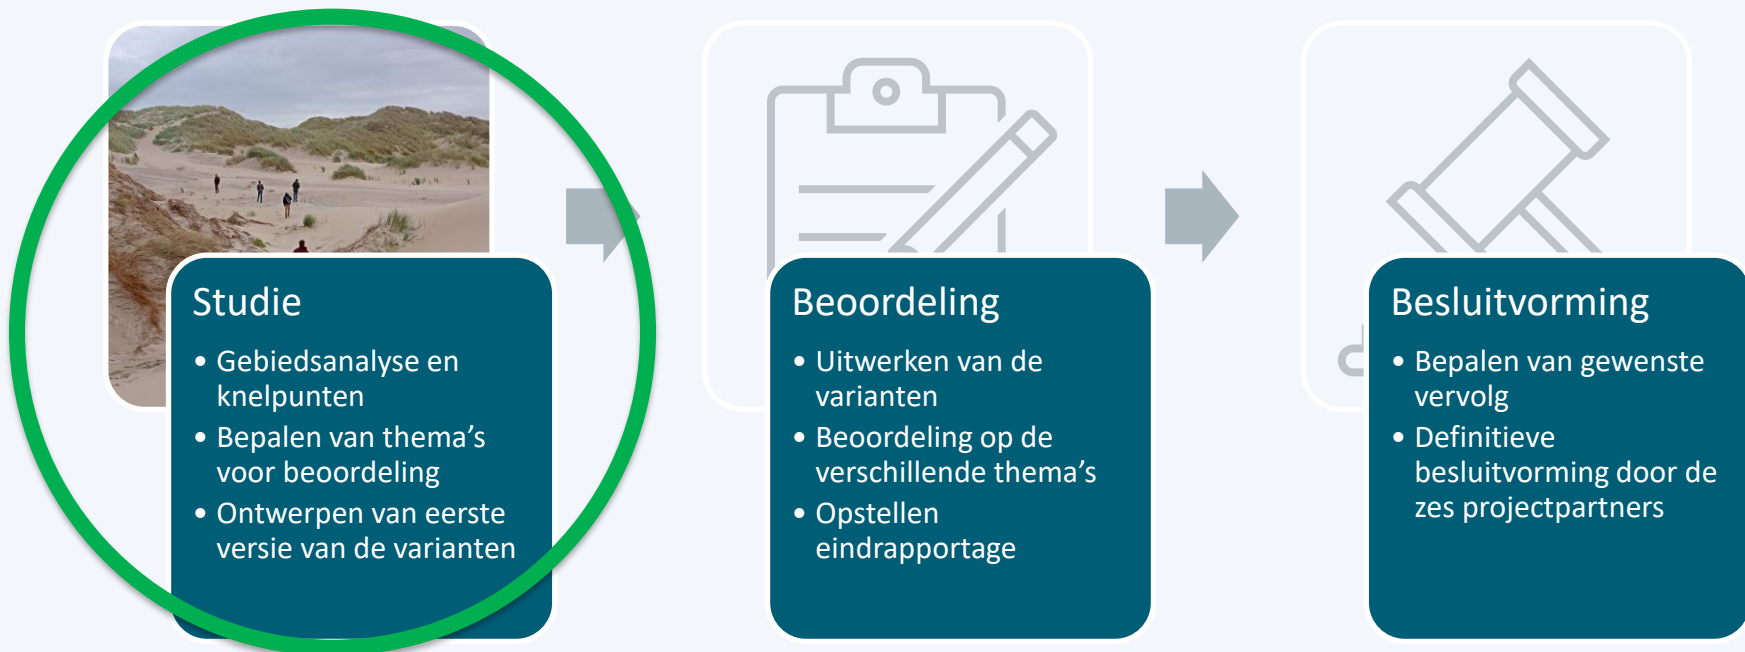 Studie
• Gebiedsanalyse en
knelpunten
• Bepalen van thema’s
voor beoordeling
• Ontwerpen van eerste
versie van de varianten
Beoordeling
• Uitwerken van de
varianten
• Beoordeling op de
verschillende thema’s
• Opstellen
eindrapportage
Besluitvorming
• Bepalen van gewenste
vervolg
• Definitieve
besluitvorming door de
zes projectpartners